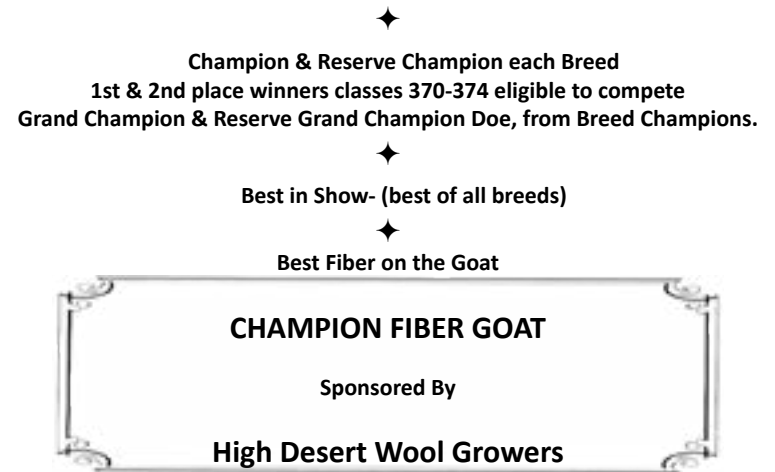 Champion & Reserve Champion each Breed
1st & 2nd place winners classes 370-374 eligible to compete
Grand Champion & Reserve Grand Champion Doe, from Breed Champions.
Best in Show- (best of all breeds)
Best Fiber on the Goat
CHAMPION FIBER GOAT
Sponsored By
High Desert Wool Growers